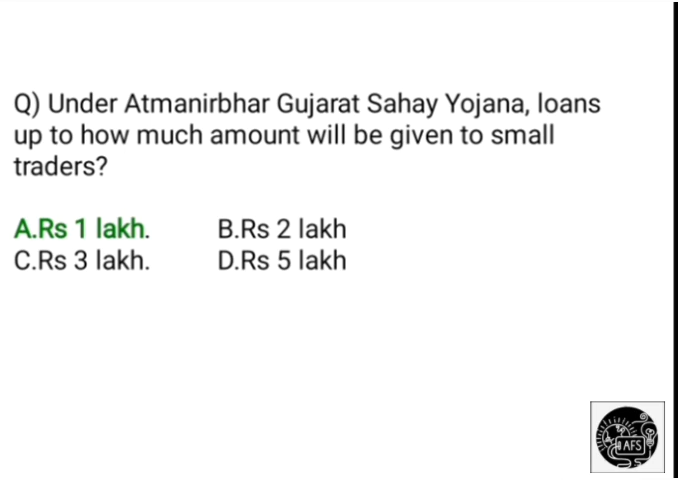 Q) Under Atmanirbhar Gujarat Sahay Yojana, loans
up to how much amount will be given to small
traders?
A.Rs 1 lakh. B.Rs 2 lakh
C.Rs 3 lakh. D.Rs 5 lakh
AFS